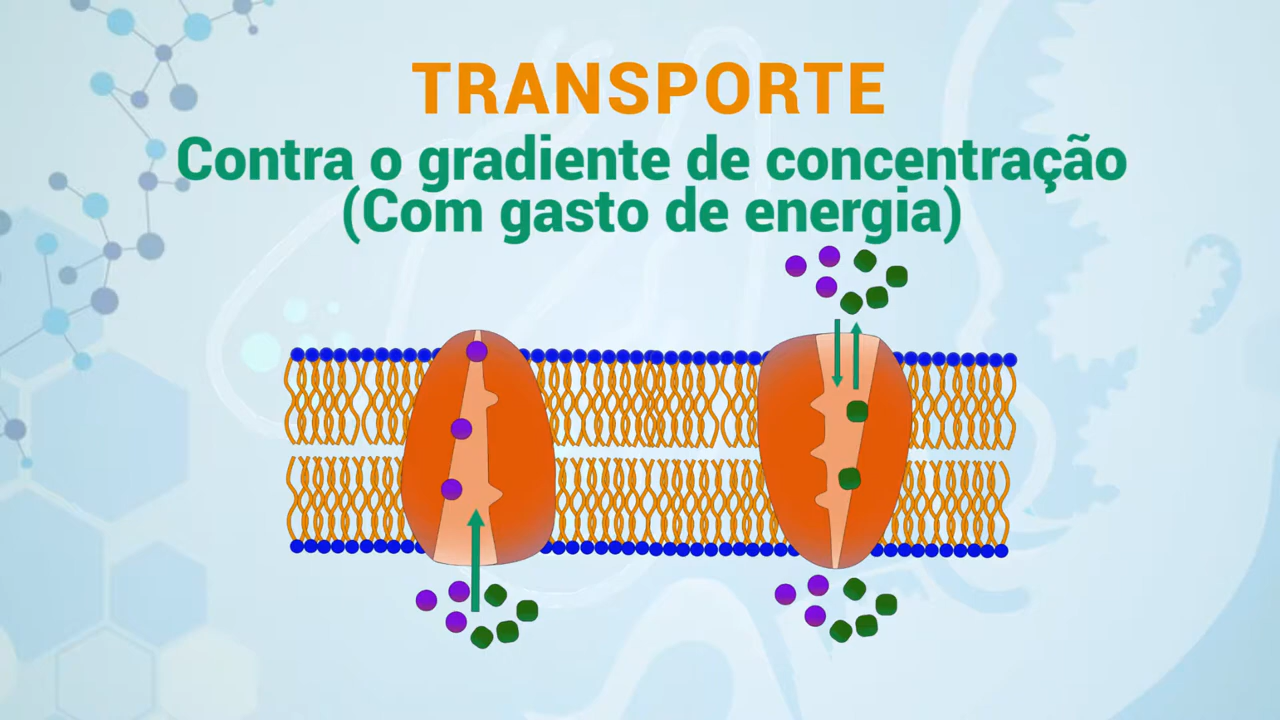 TRANSPORTE
Contra o gradiente de concentração
(Com gasto de energia)